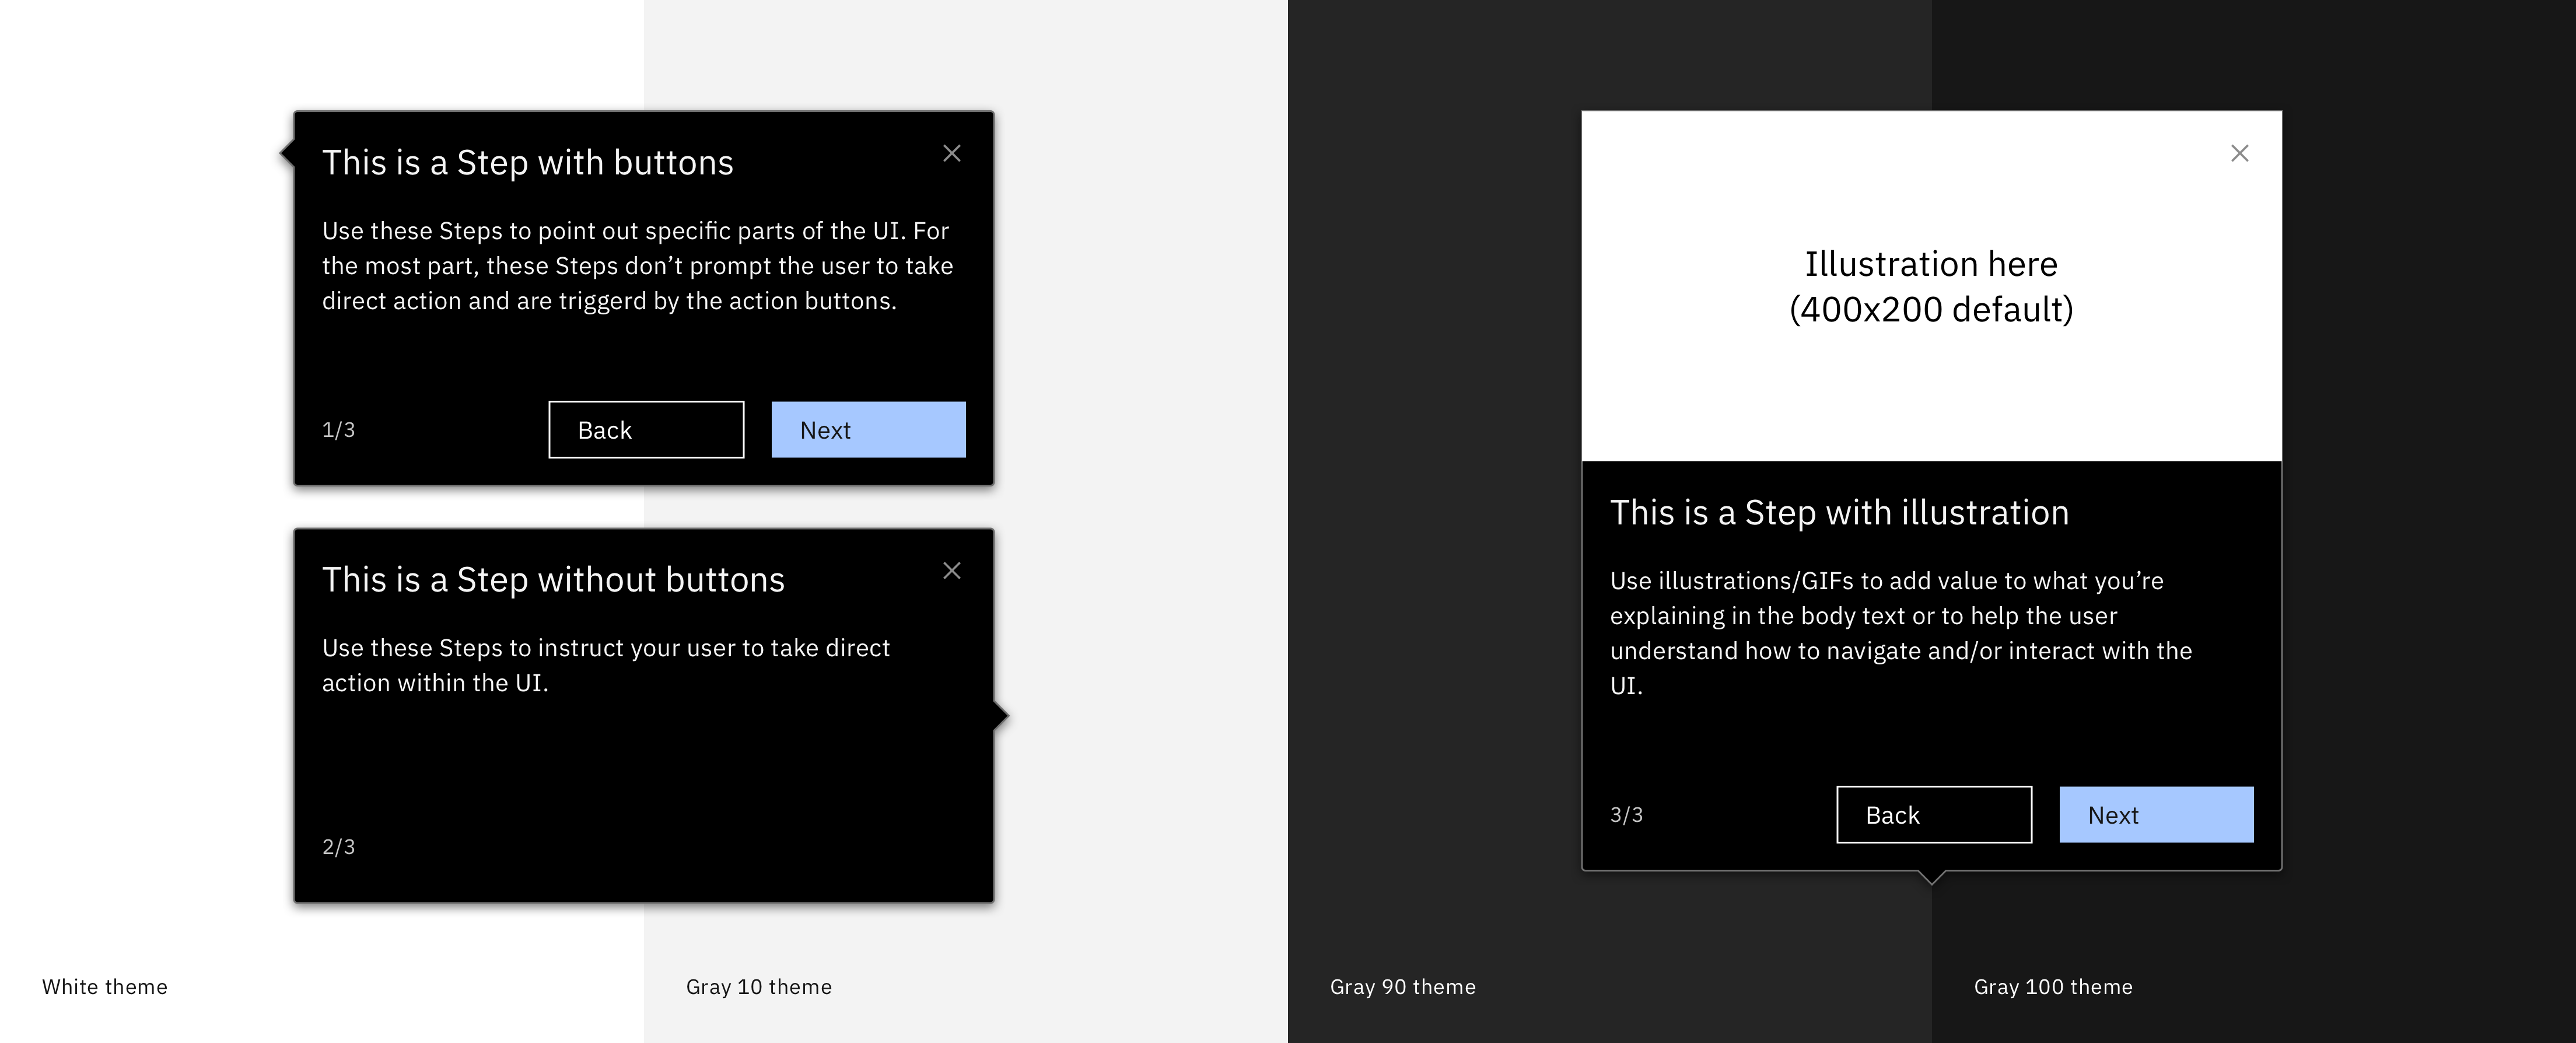 This is a Step with buttons
Use these Steps to point out specific parts of the UI. For
the most part, these Steps don’t prompt the user to take
direct action and are triggerd by the action buttons.
1/3
Back
Next
This is a Step without buttons
Use these Steps to instruct your user to take direct
action within the UI.
2/3
Illustration here
(400x200 default)
This is a Step with illustration
Use illustrations/GIFs to add value to what you’re
explaining in the body text or to help the user
understand how to navigate and/or interact with the
UI.
3/3
Back
Next
White theme
Gray 10 theme
Gray 90 theme
Gray 100 theme